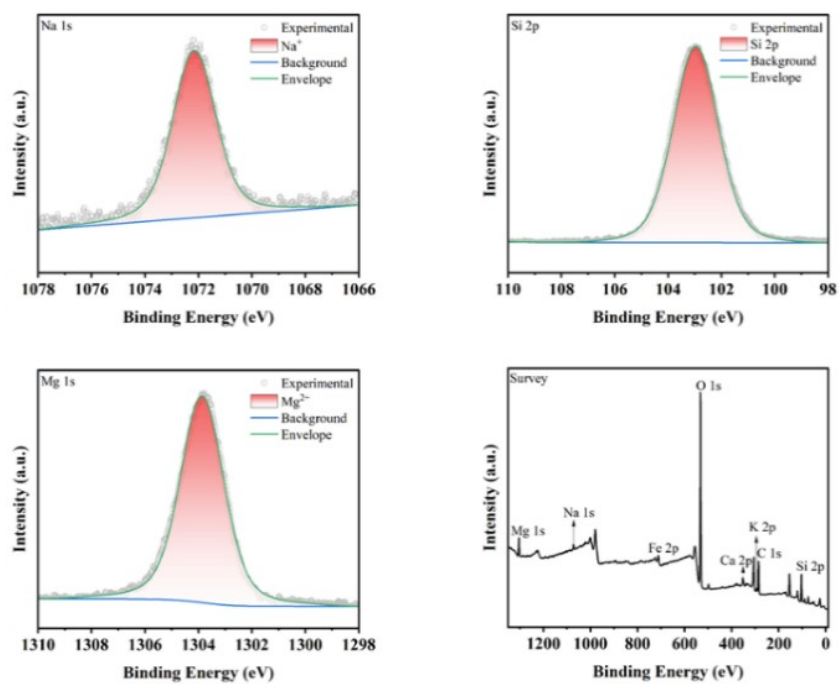 Na 1s
Experimental
Na⁺
Background
Envelope
Intensity (a.u.)
1078 1076 1074 1072 1070 1068 1066
Binding Energy (eV)
Si 2p
Experimental
Si 2p
Background
Envelope
Intensity (a.u.)
110 108 106 104 102 100 98
Binding Energy (eV)
Mg 1s
Experimental
Mg²⁻
Background
Envelope
Intensity (a.u.)
1310 1308 1306 1304 1302 1300 1298
Binding Energy (eV)
Survey
O 1s
Mg 1s
Na 1s
Fe 2p
Ca 2p
K 2p
C 1s
Si 2p
Intensity (a.u.)
1200 1000 800 600 400 200 0
Binding Energy (eV)